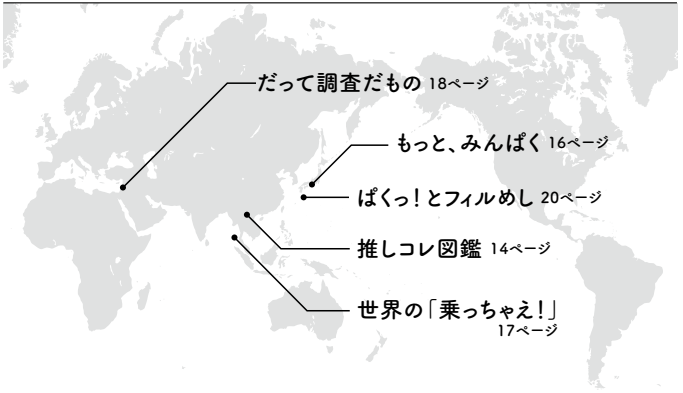 だって調査だもの 18ページ
もっと、みんぱく 16ページ
ぱくっ！とフィルめし 20ページ
推しコレ図鑑 14ページ
世界の「乗っちゃえ！」
17ページ